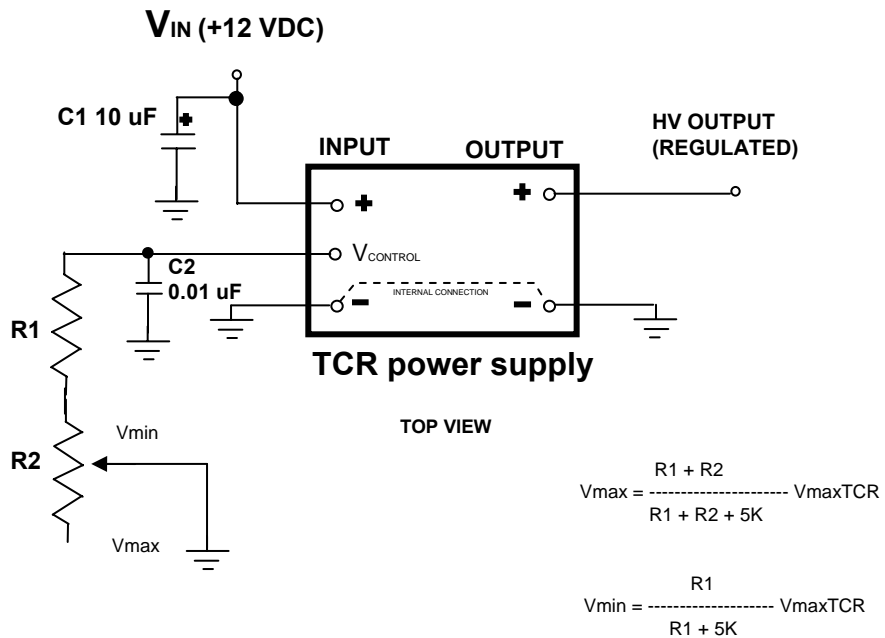 VIN (+12 VDC)
C1 10 uF
+
HV OUTPUT
(REGULATED)
INPUT OUTPUT
+ +
VCONTROL
C2
0.01 uF
INTERNAL CONNECTION
- -
R1
TCR power supply
TOP VIEW
Vmin
R2
Vmax
R1 + R2
Vmax = ----------------------- VmaxTCR
R1 + R2 + 5K
R1
Vmin = -------------------- VmaxTCR
R1 + 5K